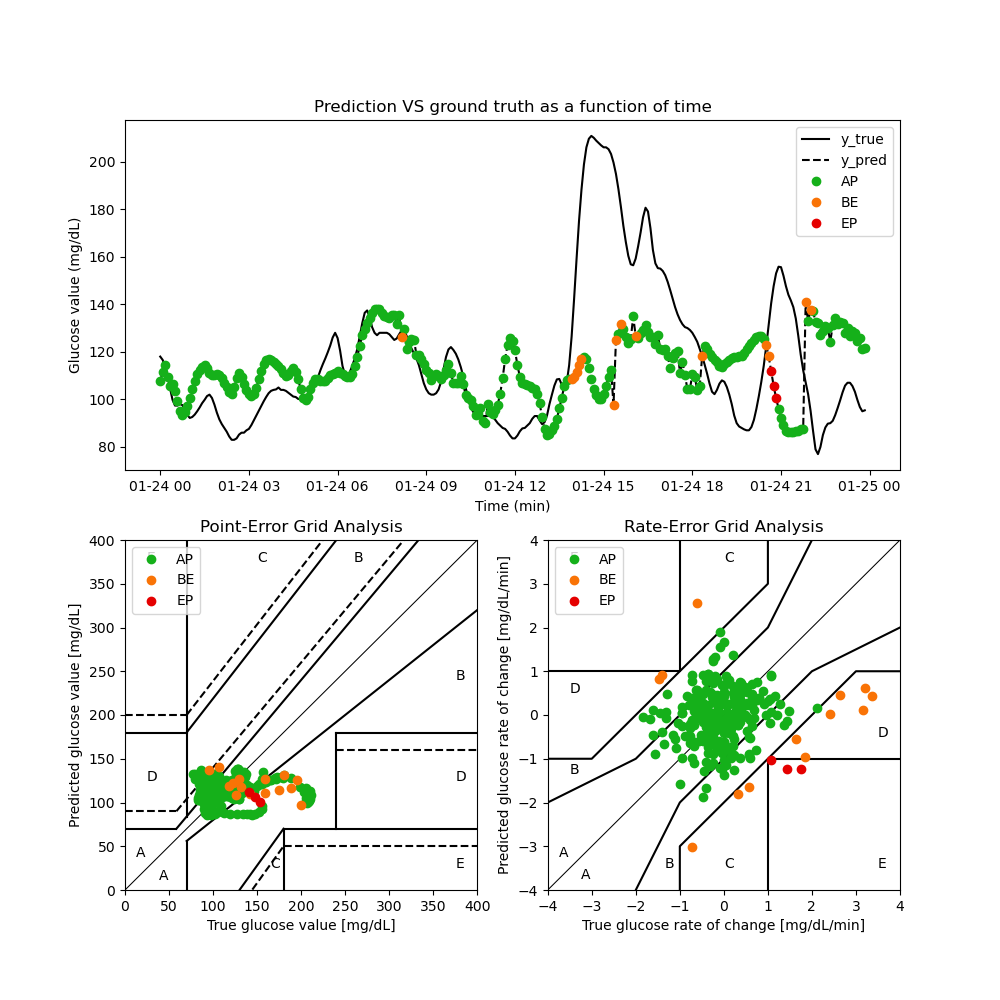 Prediction VS ground truth as a function of time
Glucose value (mg/dL)
200
180
160
140
120
100
80
y_true
y_pred
AP
BE
EP
01-24 00 01-24 03 01-24 06 01-24 09 01-24 12 01-24 15 01-24 18 01-24 21 01-25 00
Time (min)
Point-Error Grid Analysis
Predicted glucose value [mg/dL]
400
350
300
250
200
150
100
50
0
AP
BE
EP
C B
B
D D
A
A
C E
0 50 100 150 200 250 300 350 400
True glucose value [mg/dL]
Rate-Error Grid Analysis
Predicted glucose rate of change [mg/dL/min]
4
3
2
1
0
−1
−2
−3
−4
AP
BE
EP
C
D
D
B
A
A
B C E
−4 −3 −2 −1 0 1 2 3 4
True glucose rate of change [mg/dL/min]